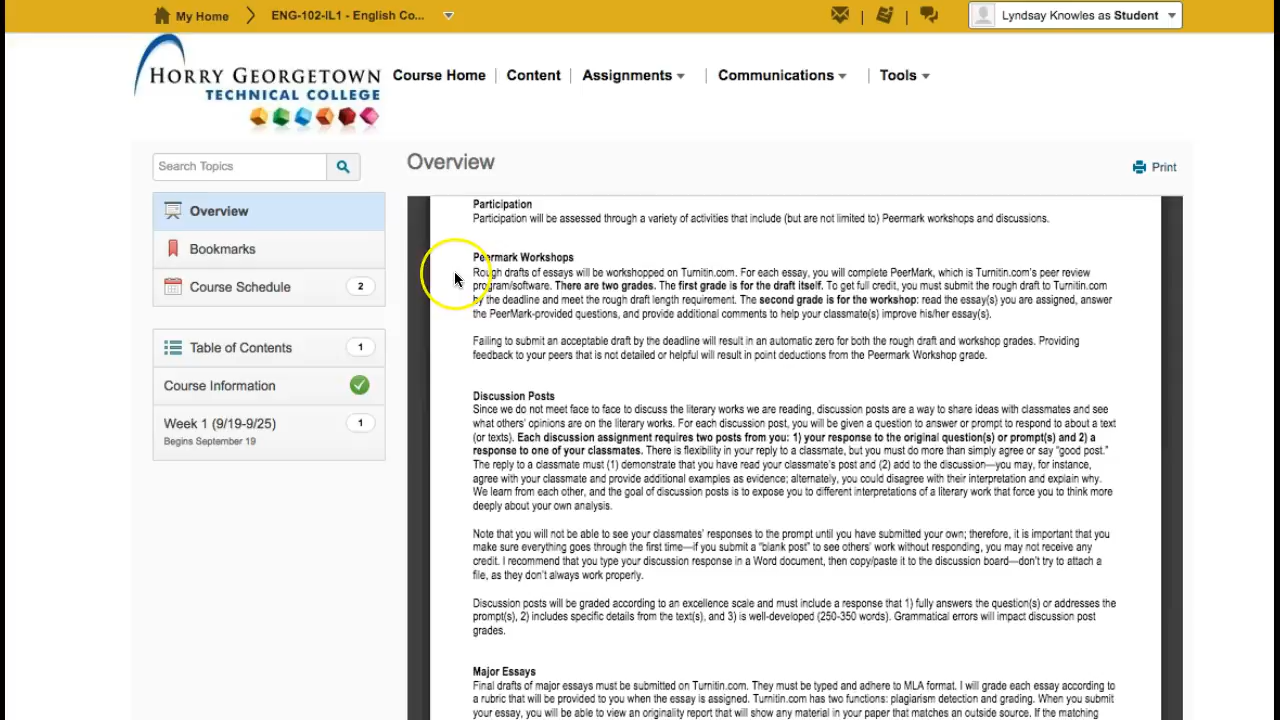 My Home
ENG-102-IL1 - English Co...
Lyndsay Knowles as Student
HORRY GEORGETOWN
TECHNICAL COLLEGE
Course Home
Content
Assignments
Communications
Tools
Search Topics
Overview
Bookmarks
Course Schedule 2
Table of Contents 1
Course Information
Week 1 (9/19-9/25) 1
Begins September 19
Overview
Print
Participation
Participation will be assessed through a variety of activities that include (but are not limited to) Peermark workshops and discussions.
Peermark Workshops
Rough drafts of essays will be workshopped on Turnitin.com. For each essay, you will complete PeerMark, which is Turnitin.com's peer review
program/software. There are two grades. The first grade is for the draft itself. To get full credit, you must submit the rough draft to Turnitin.com
by the deadline and meet the rough draft length requirement. The second grade is for the workshop: read the essay(s) you are assigned, answer
the PeerMark-provided questions, and provide additional comments to help your classmate(s) improve his/her essay(s).
Failing to submit an acceptable draft by the deadline will result in an automatic zero for both the rough draft and workshop grades. Providing
feedback to your peers that is not detailed or helpful will result in point deductions from the Peermark Workshop grade.
Discussion Posts
Since we do not meet face to face to discuss the literary works we are reading, discussion posts are a way to share ideas with classmates and see
what others' opinions are on the literary works. For each discussion post, you will be given a question to answer or prompt to respond to about a text
(or texts). Each discussion assignment requires two posts from you: 1) your response to the original question(s) or prompt(s) and 2) a
response to one of your classmates. There is flexibility in your reply to a classmate, but you must do more than simply agree or say "good post."
The reply to a classmate must (1) demonstrate that you have read your classmate's post and (2) add to the discussion—you may, for instance,
agree with your classmate and provide additional examples as evidence; alternately, you could disagree with their interpretation and explain why.
We learn from each other, and the goal of discussion posts is to expose you to different interpretations of a literary work that force you to think more
deeply about your own analysis.
Note that you will not be able to see your classmates' responses to the prompt until you have submitted your own; therefore, it is important that you
make sure everything goes through the first time—if you submit a "blank post" to see others' work without responding, you may not receive any
credit. I recommend that you type your discussion response in a Word document, then copy/paste it to the discussion board—don't try to attach a
file, as they don't always work properly.
Discussion posts will be graded according to an excellence scale and must include a response that 1) fully answers the question(s) or addresses the
prompt(s), 2) includes specific details from the text(s), and 3) is well-developed (250-350 words). Grammatical errors will impact discussion post
grades.
Major Essays
Final drafts of major essays must be submitted on Turnitin.com. They must be typed and adhere to MLA format. I will grade each essay according to
a rubric that will be provided to you when the essay is assigned. Turnitin.com has two functions: plagiarism detection and grading. When you submit
your essay, you will be able to view an originality report that will show any material in your paper that matches an outside source. If the matching